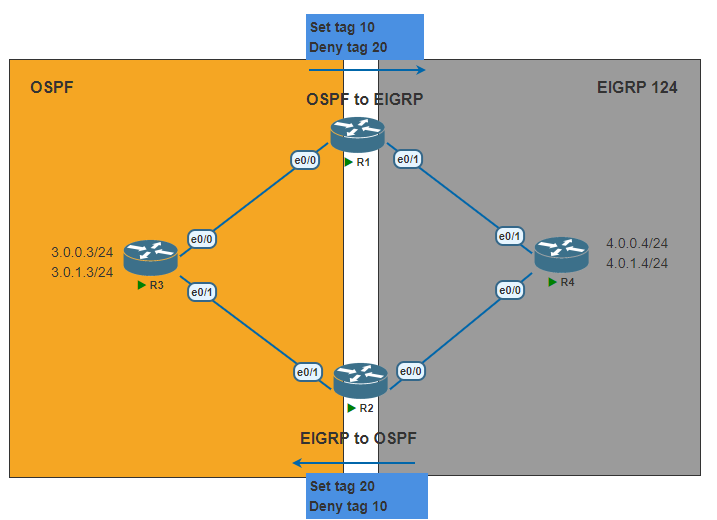 Set tag 10
Deny tag 20
OSPF
EIGRP 124
OSPF to EIGRP
R1
e0/0
e0/1
3.0.0.3/24
3.0.1.3/24
R3
e0/0
e0/1
e0/1
e0/0
R4
4.0.0.4/24
4.0.1.4/24
e0/1
e0/0
R2
EIGRP to OSPF
Set tag 20
Deny tag 10